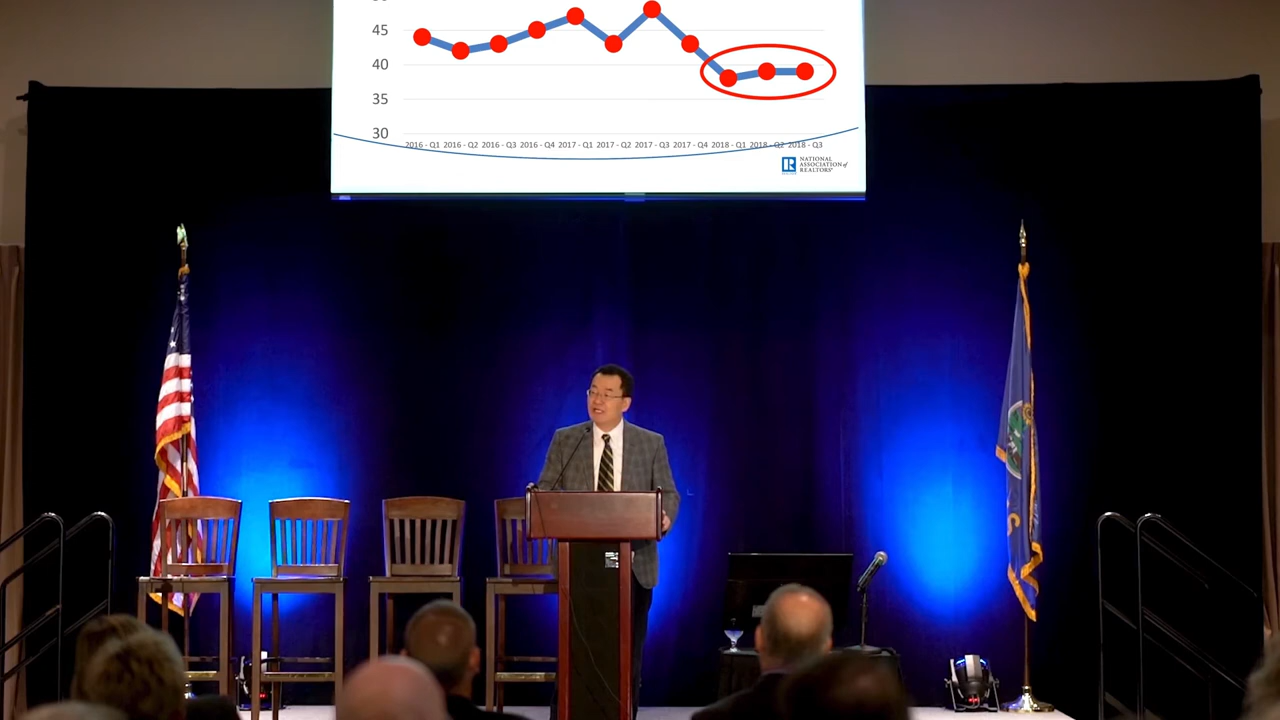 45
40
35
30
2016 - Q1 2016 - Q2 2016 - Q3 2016 - Q4 2017 - Q1 2017 - Q2 2017 - Q3 2017 - Q4 2018 - Q1 2018 - Q2 2018 - Q3
NATIONAL
ASSOCIATION of
REALTORS®